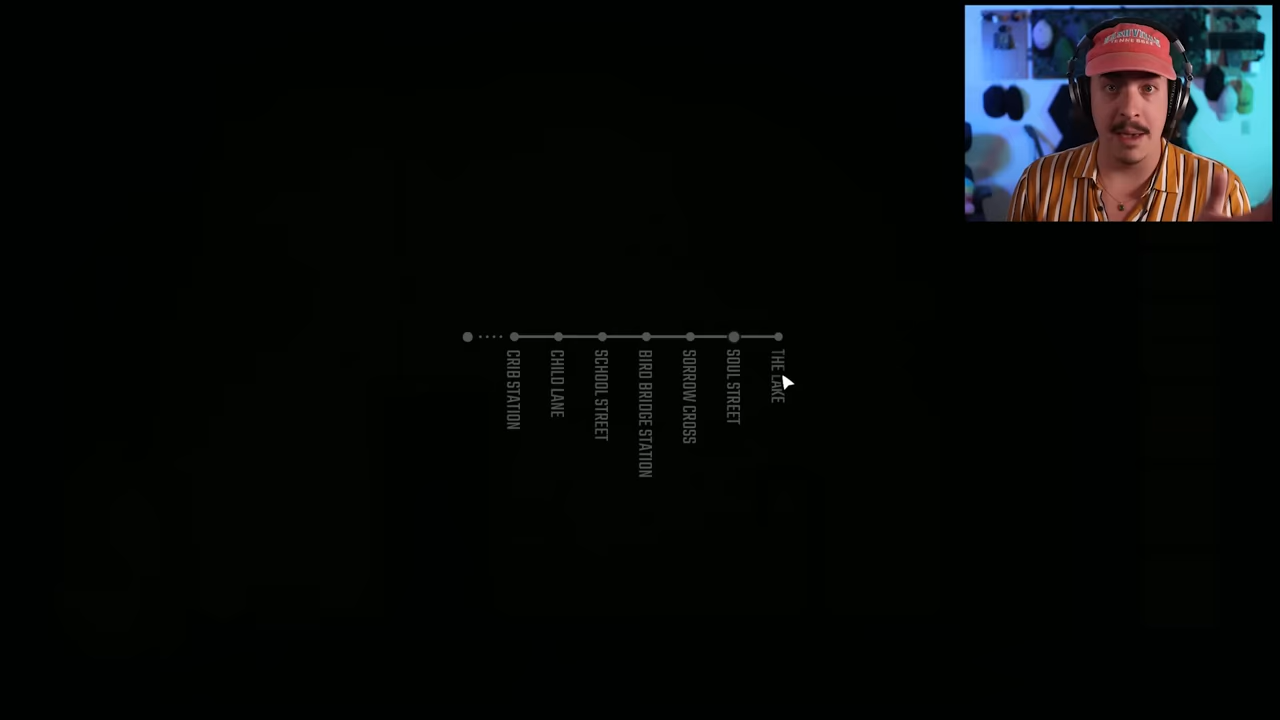 CRIB STATION
CHILD LANE
SCHOOL STREET
BIRD BRIDGE STATION
SORROW CROSS
SOUL STREET
THE LAKE